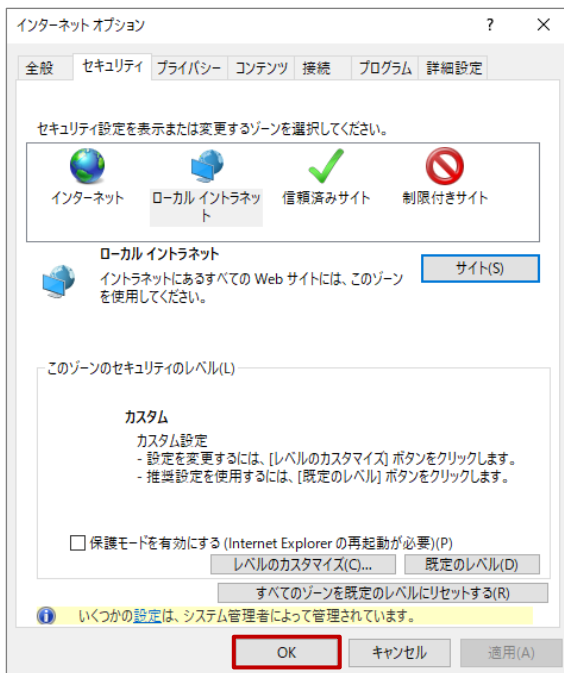 インターネット オプション ? ×
全般 セキュリティ プライバシー コンテンツ 接続 プログラム 詳細設定
セキュリティ設定を表示または変更するゾーンを選択してください。
インターネット ローカル イントラネッ 信頼済みサイト 制限付きサイト
ト
ローカル イントラネット
イントラネットにあるすべての Web サイトには、このゾーン
を使用してください。
サイト(S)
このゾーンのセキュリティのレベル(L)
カスタム
カスタム設定
- 設定を変更するには、[レベルのカスタマイズ] ボタンをクリックします。
- 推奨設定を使用するには、[既定のレベル] ボタンをクリックします。
保護モードを有効にする (Internet Explorer の再起動が必要)(P)
レベルのカスタマイズ(C)... 既定のレベル(D)
すべてのゾーンを既定のレベルにリセットする(R)
いくつかの設定は、システム管理者によって管理されています。
OK キャンセル 適用(A)